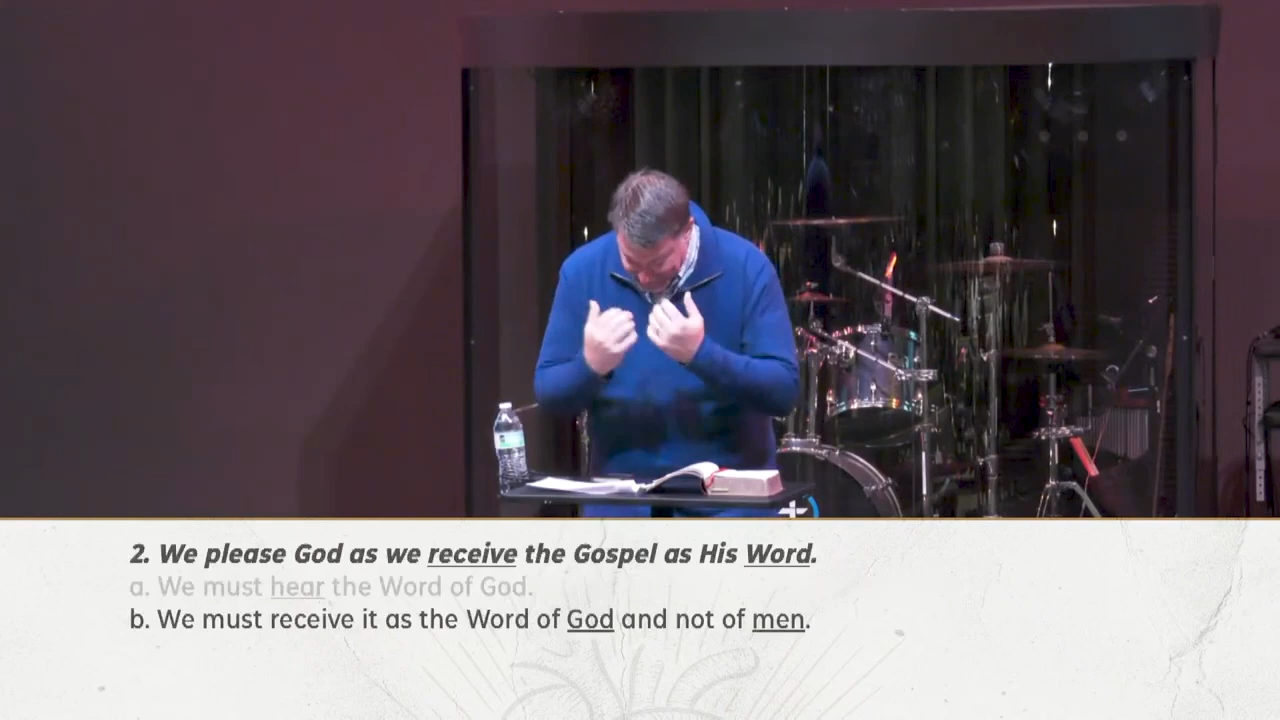 2. We please God as we receive the Gospel as His Word.
a. We must hear the Word of God.
b. We must receive it as the Word of God and not of men.